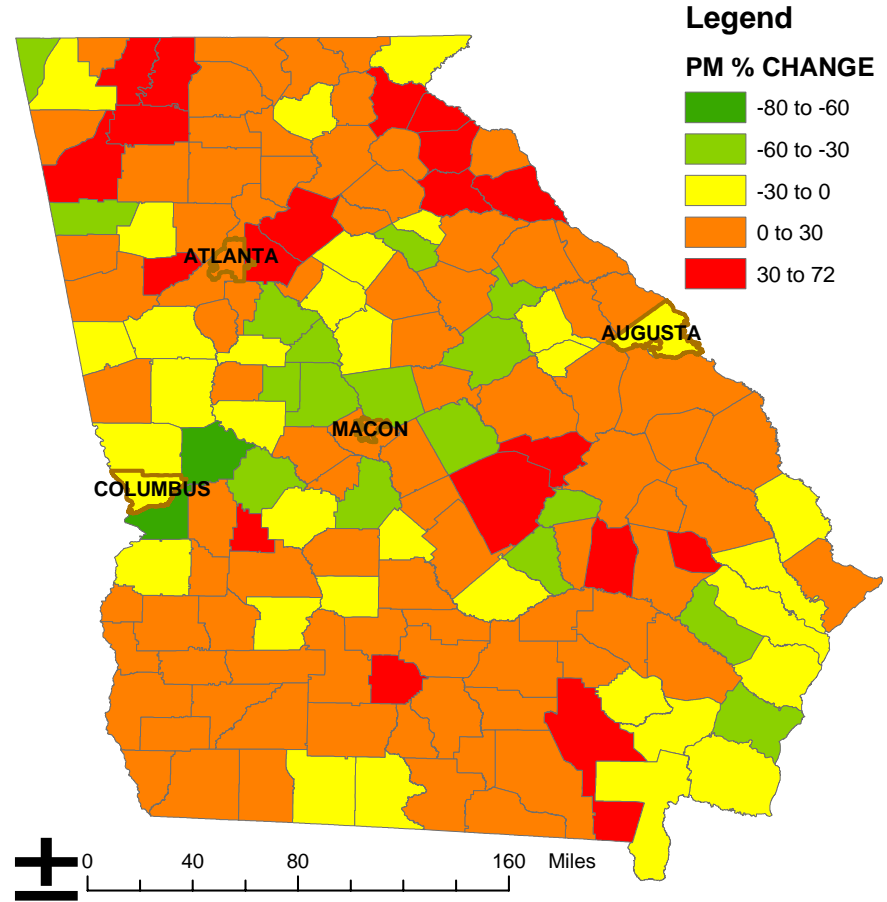 Legend
PM % CHANGE
-80 to -60
-60 to -30
-30 to 0
0 to 30
30 to 72
ATLANTA
AUGUSTA
MACON
COLUMBUS
0 40 80 160 Miles